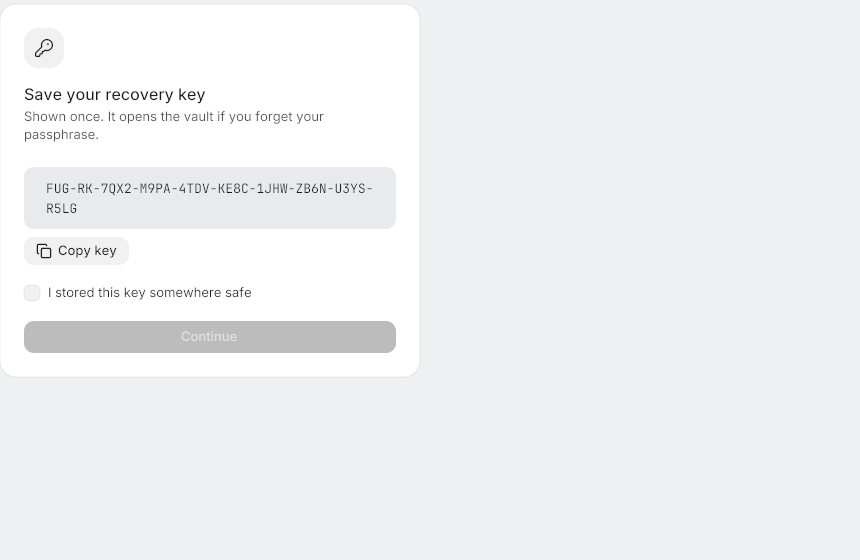 Save your recovery key
Shown once. It opens the vault if you forget your
passphrase.
FUG-RK-7QX2-M9PA-4TDV-KE8C-1JHW-ZB6N-U3YS-
R5LG
Copy key
I stored this key somewhere safe
Continue